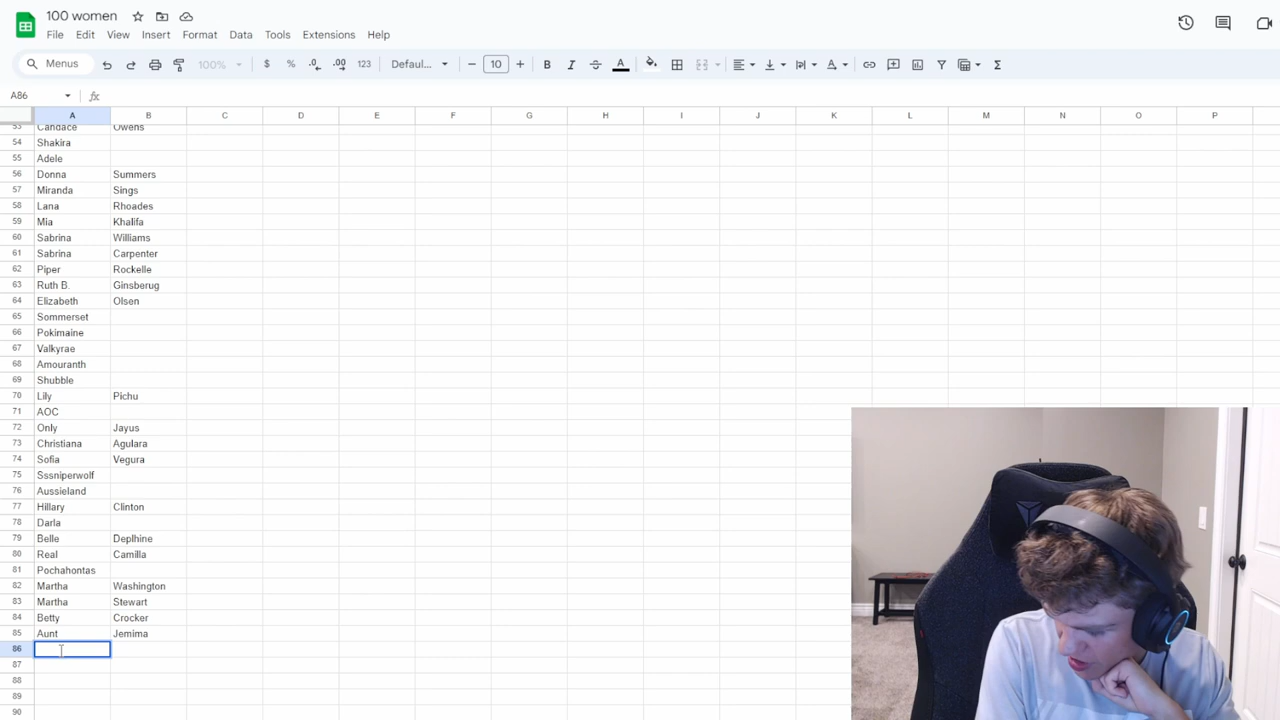 100 women
File Edit View Insert Format Data Tools Extensions Help
Menus 100% $ % .0 .00 123 Defaul... − 10 + B I A Σ
A86 fx
A B C D E F G H I J K L M N O P
53 Candace Owens
54 Shakira
55 Adele
56 Donna Summers
57 Miranda Sings
58 Lana Rhoades
59 Mia Khalifa
60 Sabrina Williams
61 Sabrina Carpenter
62 Piper Rockelle
63 Ruth B. Ginsberug
64 Elizabeth Olsen
65 Sommerset
66 Pokimaine
67 Valkyrae
68 Amouranth
69 Shubble
70 Lily Pichu
71 AOC
72 Only Jayus
73 Christiana Agulara
74 Sofia Vegura
75 Sssniperwolf
76 Aussieland
77 Hillary Clinton
78 Darla
79 Belle Deplhine
80 Real Camilla
81 Pochahontas
82 Martha Washington
83 Martha Stewart
84 Betty Crocker
85 Aunt Jemima
86
87
88
89
90